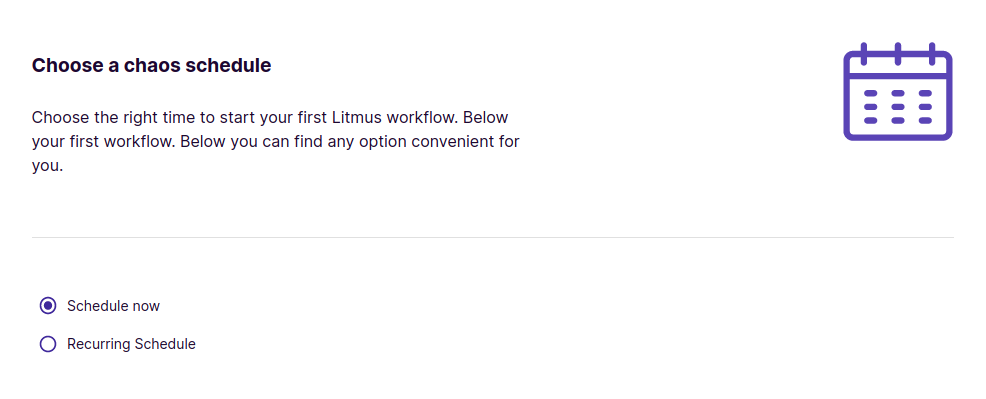 Choose a chaos schedule
Choose the right time to start your first Litmus workflow. Below
your first workflow. Below you can find any option convenient for
you.
Schedule now
Recurring Schedule